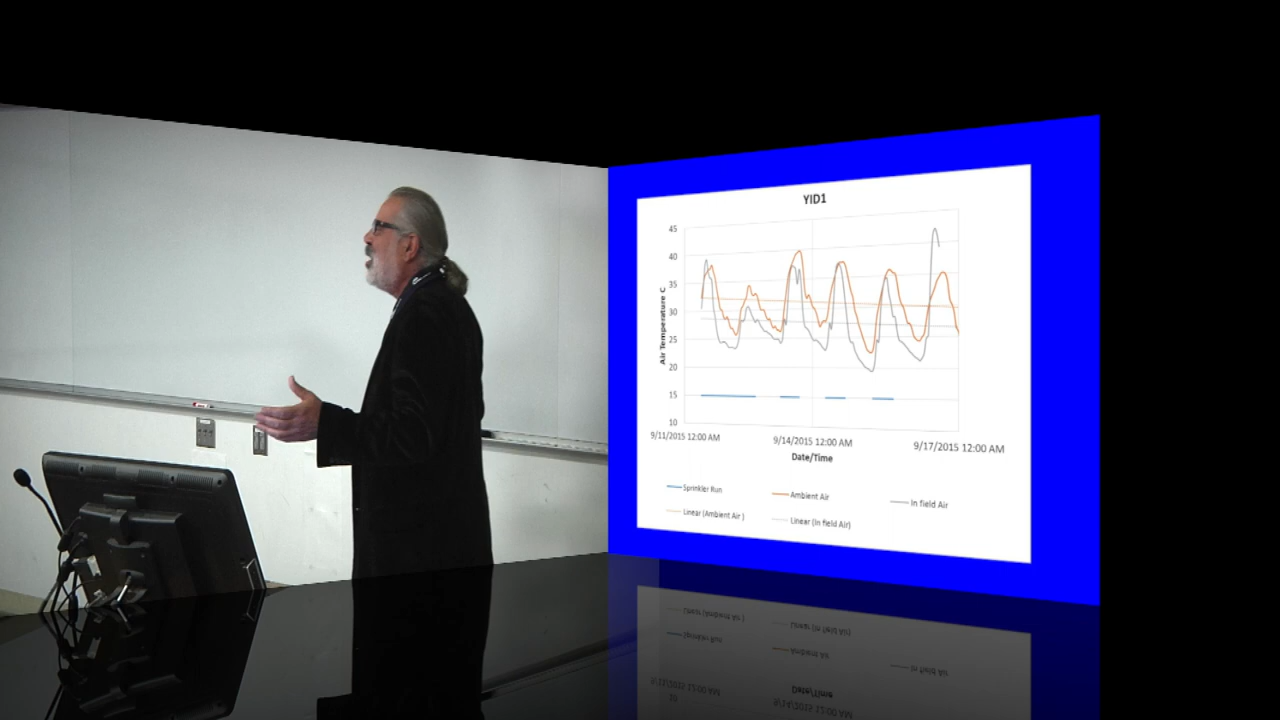 YID1
45
40
35
30
25
20
15
10
Air Temperature C
9/11/2015 12:00 AM 9/14/2015 12:00 AM 9/17/2015 12:00 AM
Date/Time
Sprinkler Run Ambient Air In field Air
Linear (Ambient Air ) Linear (In field Air)